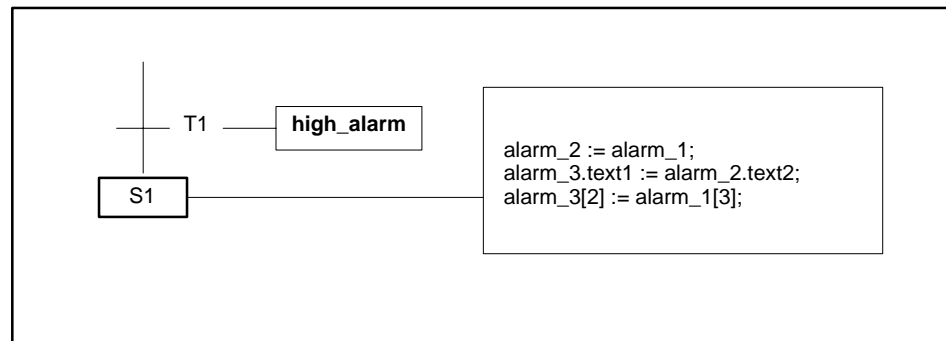 T1
high_alarm
alarm_2 := alarm_1;
alarm_3.text1 := alarm_2.text2;
alarm_3[2] := alarm_1[3];
S1